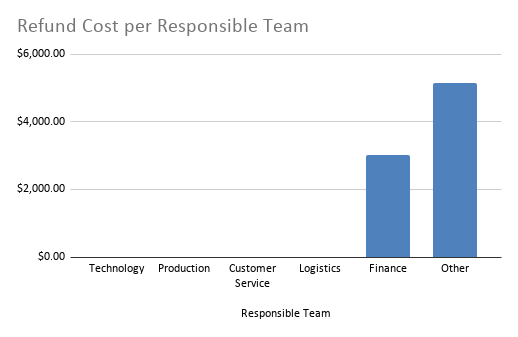 Refund Cost per Responsible Team
$6,000.00
$4,000.00
$2,000.00
$0.00
Technology
Production
Customer
Service
Logistics
Finance
Other
Responsible Team